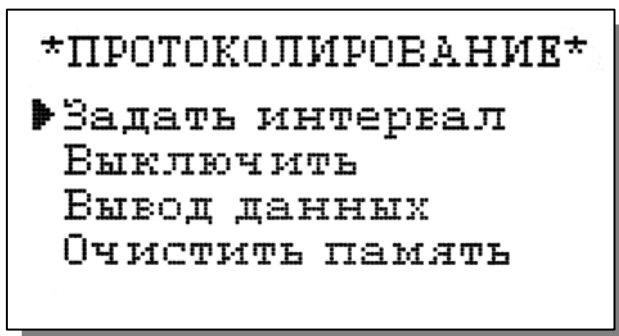 *ПРОТОКОЛИРОВАНИЕ*
Задать интервал
Выключить
Вывод данных
Очистить память